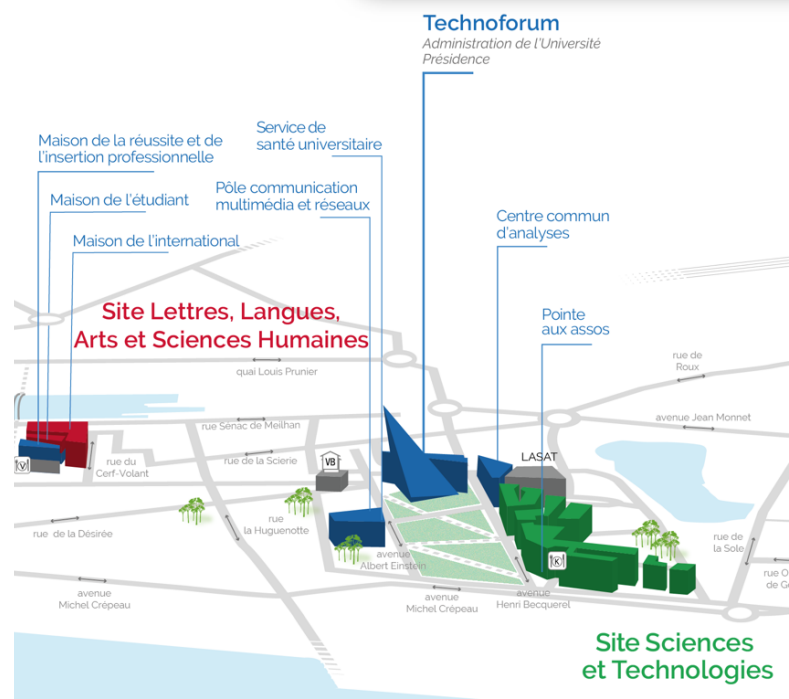 Technoforum
Administration de l'Université
Présidence
Service de
santé universitaire
Maison de la réussite et de
l'insertion professionnelle
Pôle communication
multimédia et réseaux
Maison de l'étudiant
Centre commun
d'analyses
Maison de l'international
Site Lettres, Langues,
Arts et Sciences Humaines
Pointe
aux assos
quai Louis Prunier
rue de
Roux
avenue Jean Monnet
rue Sénac de Meilhan
rue du
Cerf-Volant
rue de la Scierie
VB
LASAT
V
rue de la Désirée
rue
la Huguenotte
rue de
la Sole
avenue
Albert Einstein
K
avenue
Michel Crépeau
avenue
Michel Crépeau
avenue
Henri Becquerel
rue O
de G
Site Sciences
et Technologies